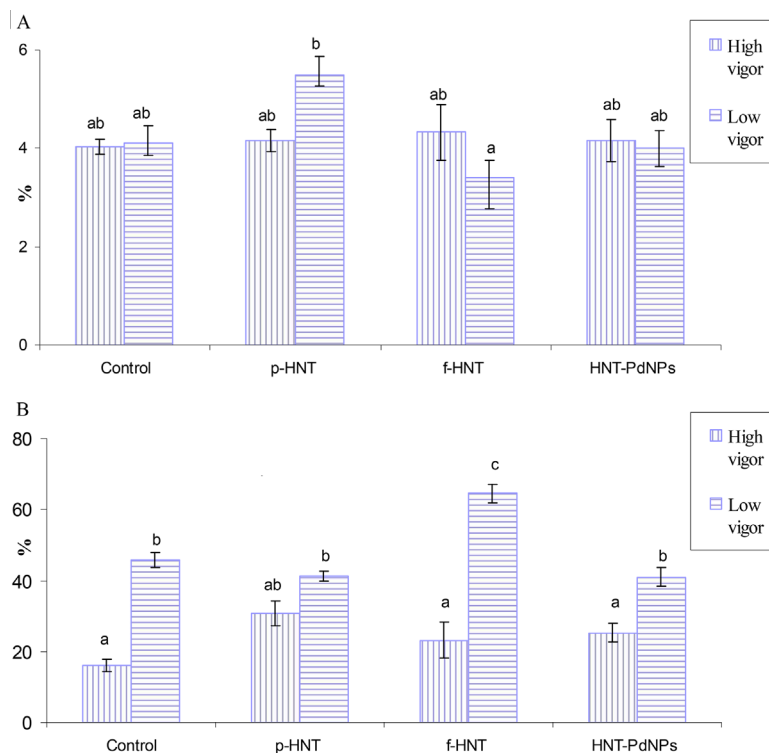 A
6
4
2
0
%
ab
ab
ab
b
ab
a
ab
ab
Control
p-HNT
f-HNT
HNT-PdNPs
High
vigor
Low
vigor
B
80
60
40
20
0
%
a
b
ab
b
a
c
a
b
Control
p-HNT
f-HNT
HNT-PdNPs
High
vigor
Low
vigor